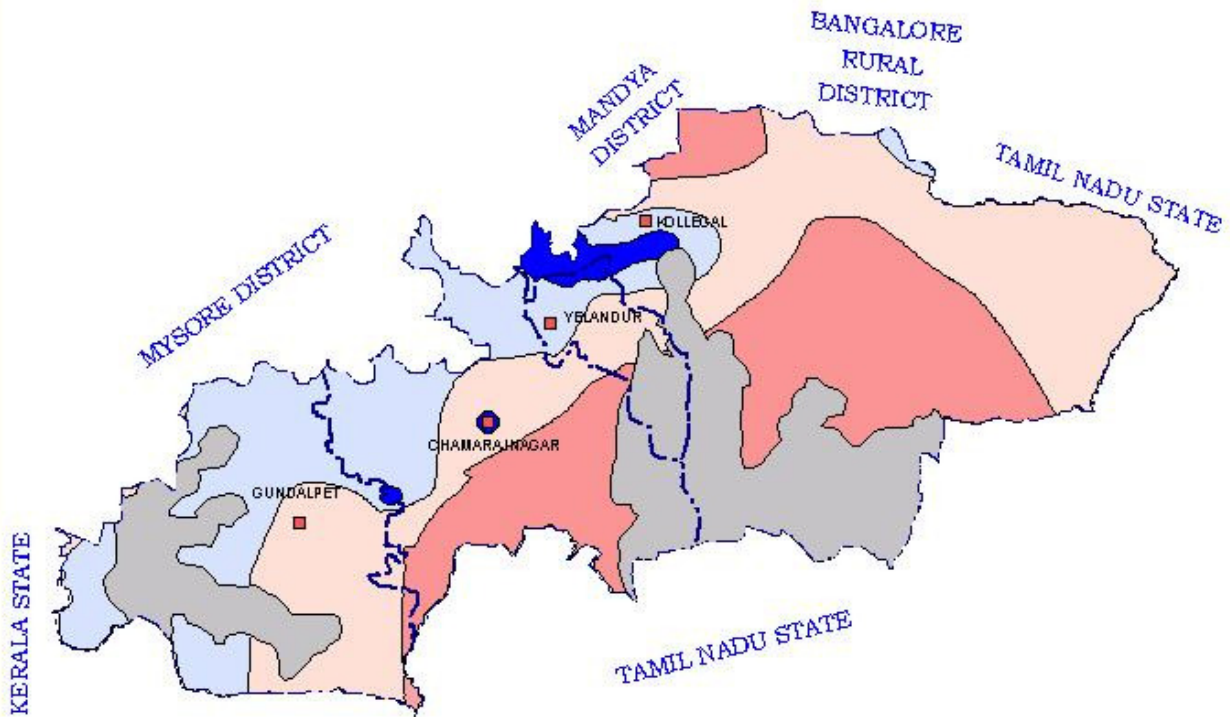 BANGALORE
RURAL
DISTRICT
MANDYA
DISTRICT
TAMIL NADU STATE
KOLLEGAL
MYSORE DISTRICT
YELANDUR
CHAMARAJNAGAR
GUNDALPET
KERALA STATE
TAMIL NADU STATE